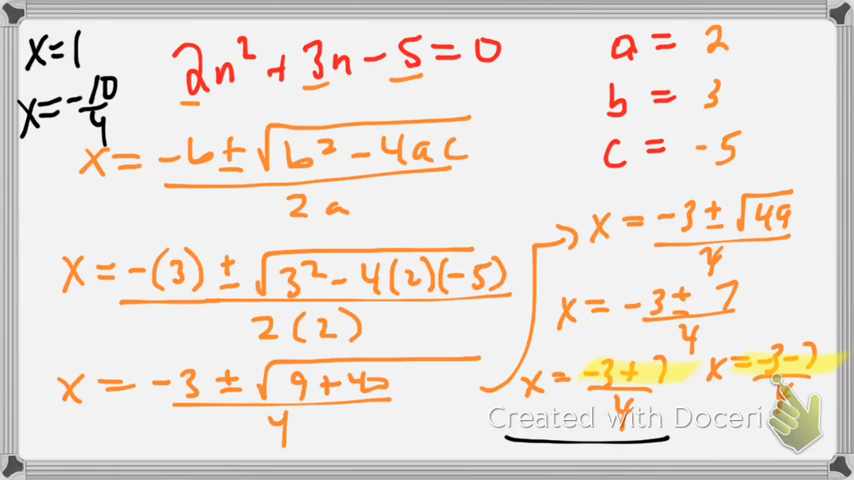 x=1
x=-10/4
2n² + 3n - 5 = 0
a = 2
b = 3
c = -5
x = -b ± √b² - 4ac / 2a
x = -(3) ± √3² - 4(2)(-5) / 2(2)
x = -3 ± √9 + 40 / 4
x = -3 ± √49 / 4
x = -3 ± 7 / 4
x = -3 + 7 / 4
x = -3 - 7 / 4
Created with Doceri